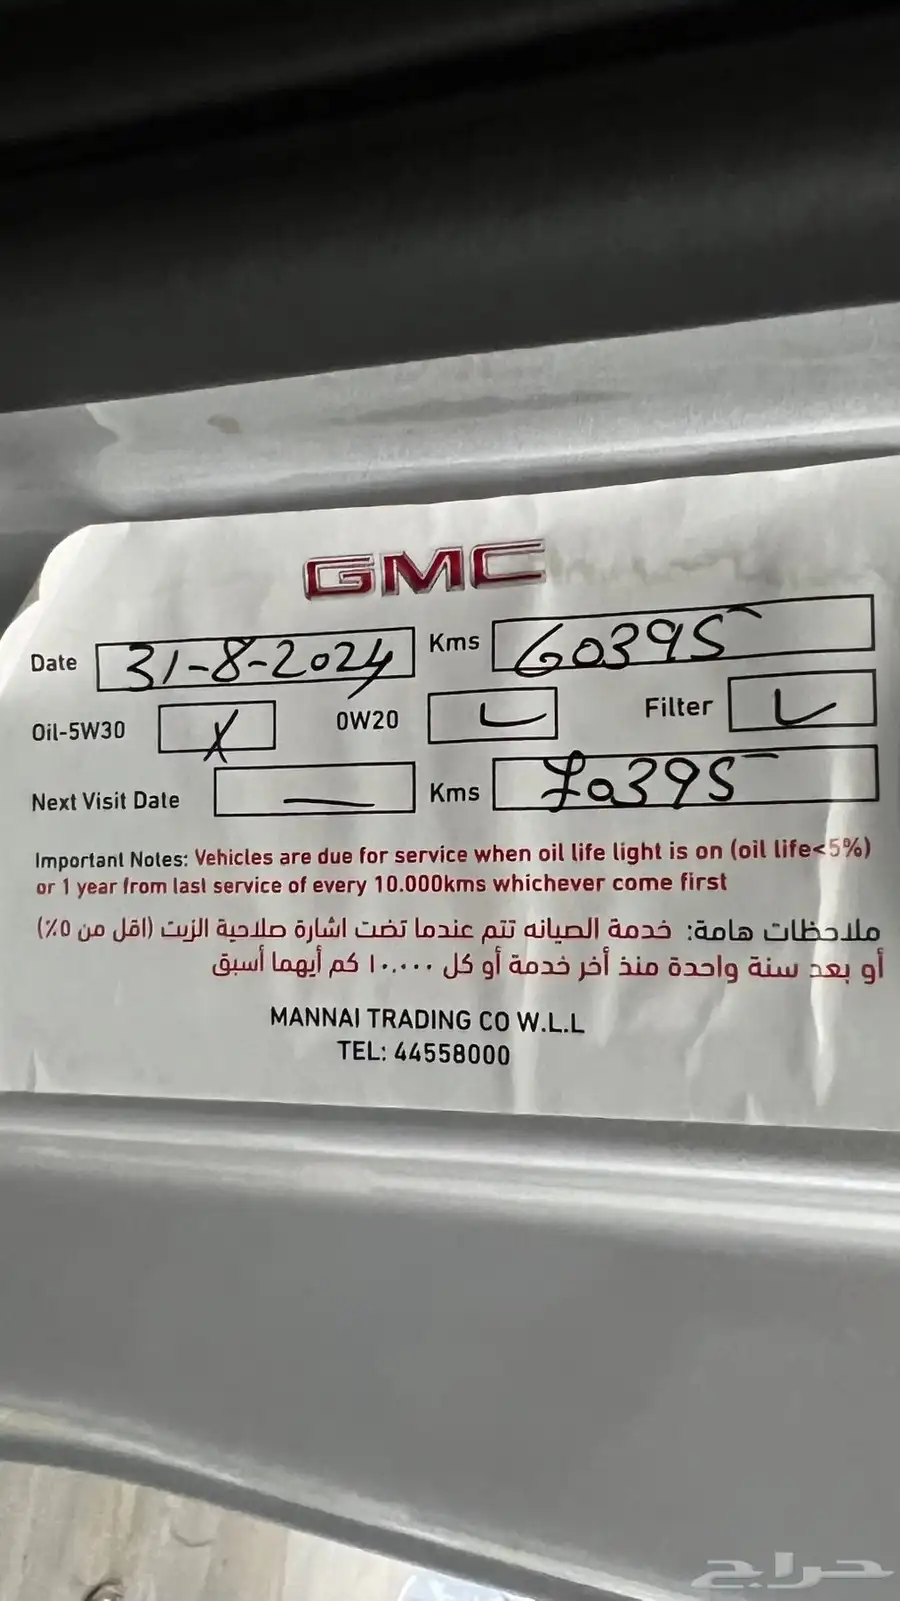 GMC
Date 31-8-2024 Kms 60395
Oil-5W30 X 0W20 ✓ Filter ✓
Next Visit Date — Kms 70395
Important Notes: Vehicles are due for service when oil life light is on (oil life<5%)
or 1 year from last service of every 10.000kms whichever come first
ملاحظات هامة: خدمة الصيانه تتم عندما تضئ اشارة صلاحية الزيت (اقل من ٥٪)
أو بعد سنة واحدة منذ أخر خدمة أو كل ١٠.٠٠٠ كم أيهما أسبق
MANNAI TRADING CO W.L.L
TEL: 44558000
حراج